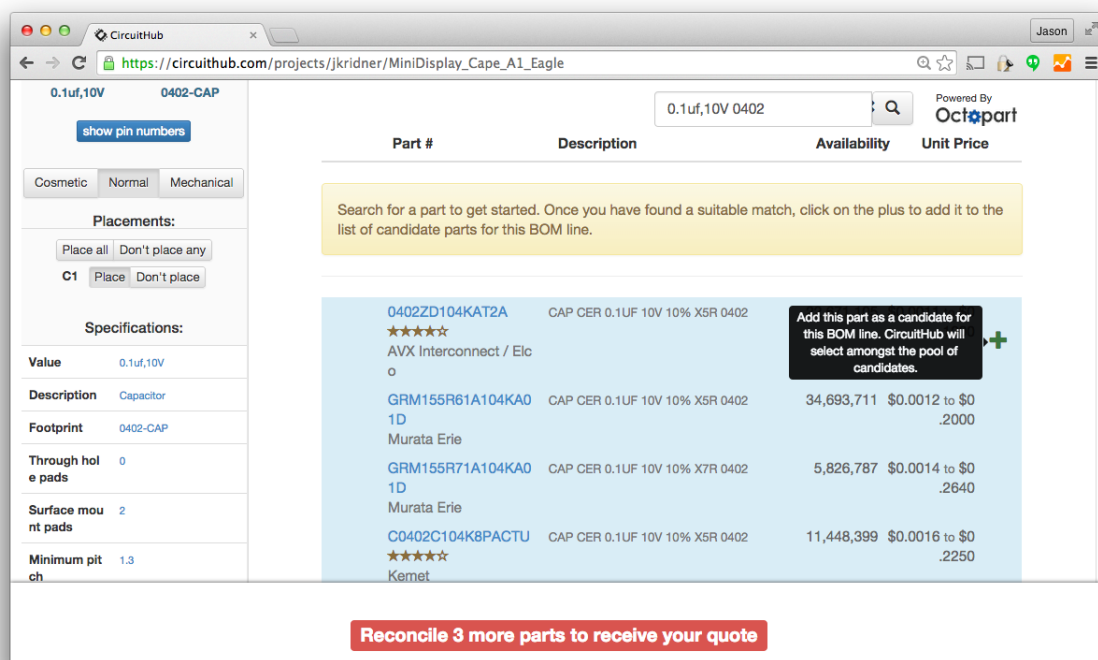 CircuitHub
Jason
https://circuithub.com/projects/jkridner/MiniDisplay_Cape_A1_Eagle
0.1uf,10V 0402-CAP
show pin numbers
Cosmetic Normal Mechanical
Placements:
Place all Don't place any
C1 Place Don't place
Specifications:
Value 0.1uf,10V
Description Capacitor
Footprint 0402-CAP
Through hol 0
e pads
Surface mou 2
nt pads
Minimum pit 1.3
ch
0.1uf,10V 0402
Powered By
Octopart
Part # Description Availability Unit Price
Search for a part to get started. Once you have found a suitable match, click on the plus to add it to the
list of candidate parts for this BOM line.
0402ZD104KAT2A CAP CER 0.1UF 10V 10% X5R 0402
AVX Interconnect / Elc
o
Add this part as a candidate for
this BOM line. CircuitHub will
select amongst the pool of
candidates.
GRM155R61A104KA0 CAP CER 0.1UF 10V 10% X5R 0402 34,693,711 $0.0012 to $0
1D .2000
Murata Erie
GRM155R71A104KA0 CAP CER 0.1UF 10V 10% X7R 0402 5,826,787 $0.0014 to $0
1D .2640
Murata Erie
C0402C104K8PACTU CAP CER 0.1UF 10V 10% X5R 0402 11,448,399 $0.0016 to $0
.2250
Kemet
Reconcile 3 more parts to receive your quote